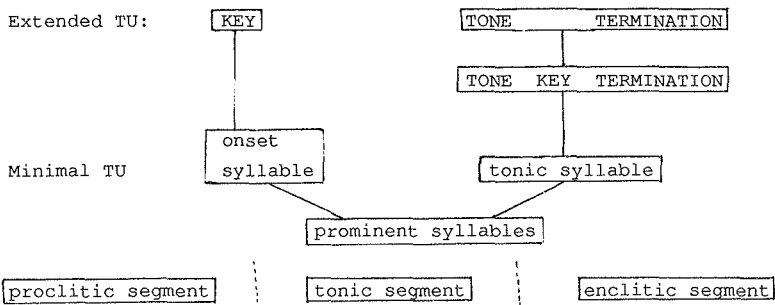 Extended TU: KEY TONE TERMINATION
TONE KEY TERMINATION
onset
Minimal TU syllable tonic syllable
prominent syllables
proclitic segment tonic segment enclitic segment